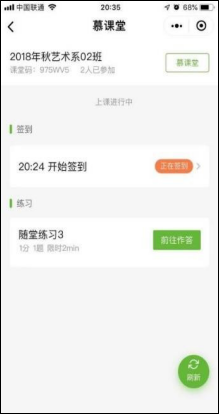 中国联通 20:35 68%
慕课堂
2018年秋艺术系02班
慕课堂
课堂码：975WV5 2人已参加
上课进行中
签到
20:24 开始签到
正在签到
练习
随堂练习3
1分 1题 限时2min
前往作答
刷新